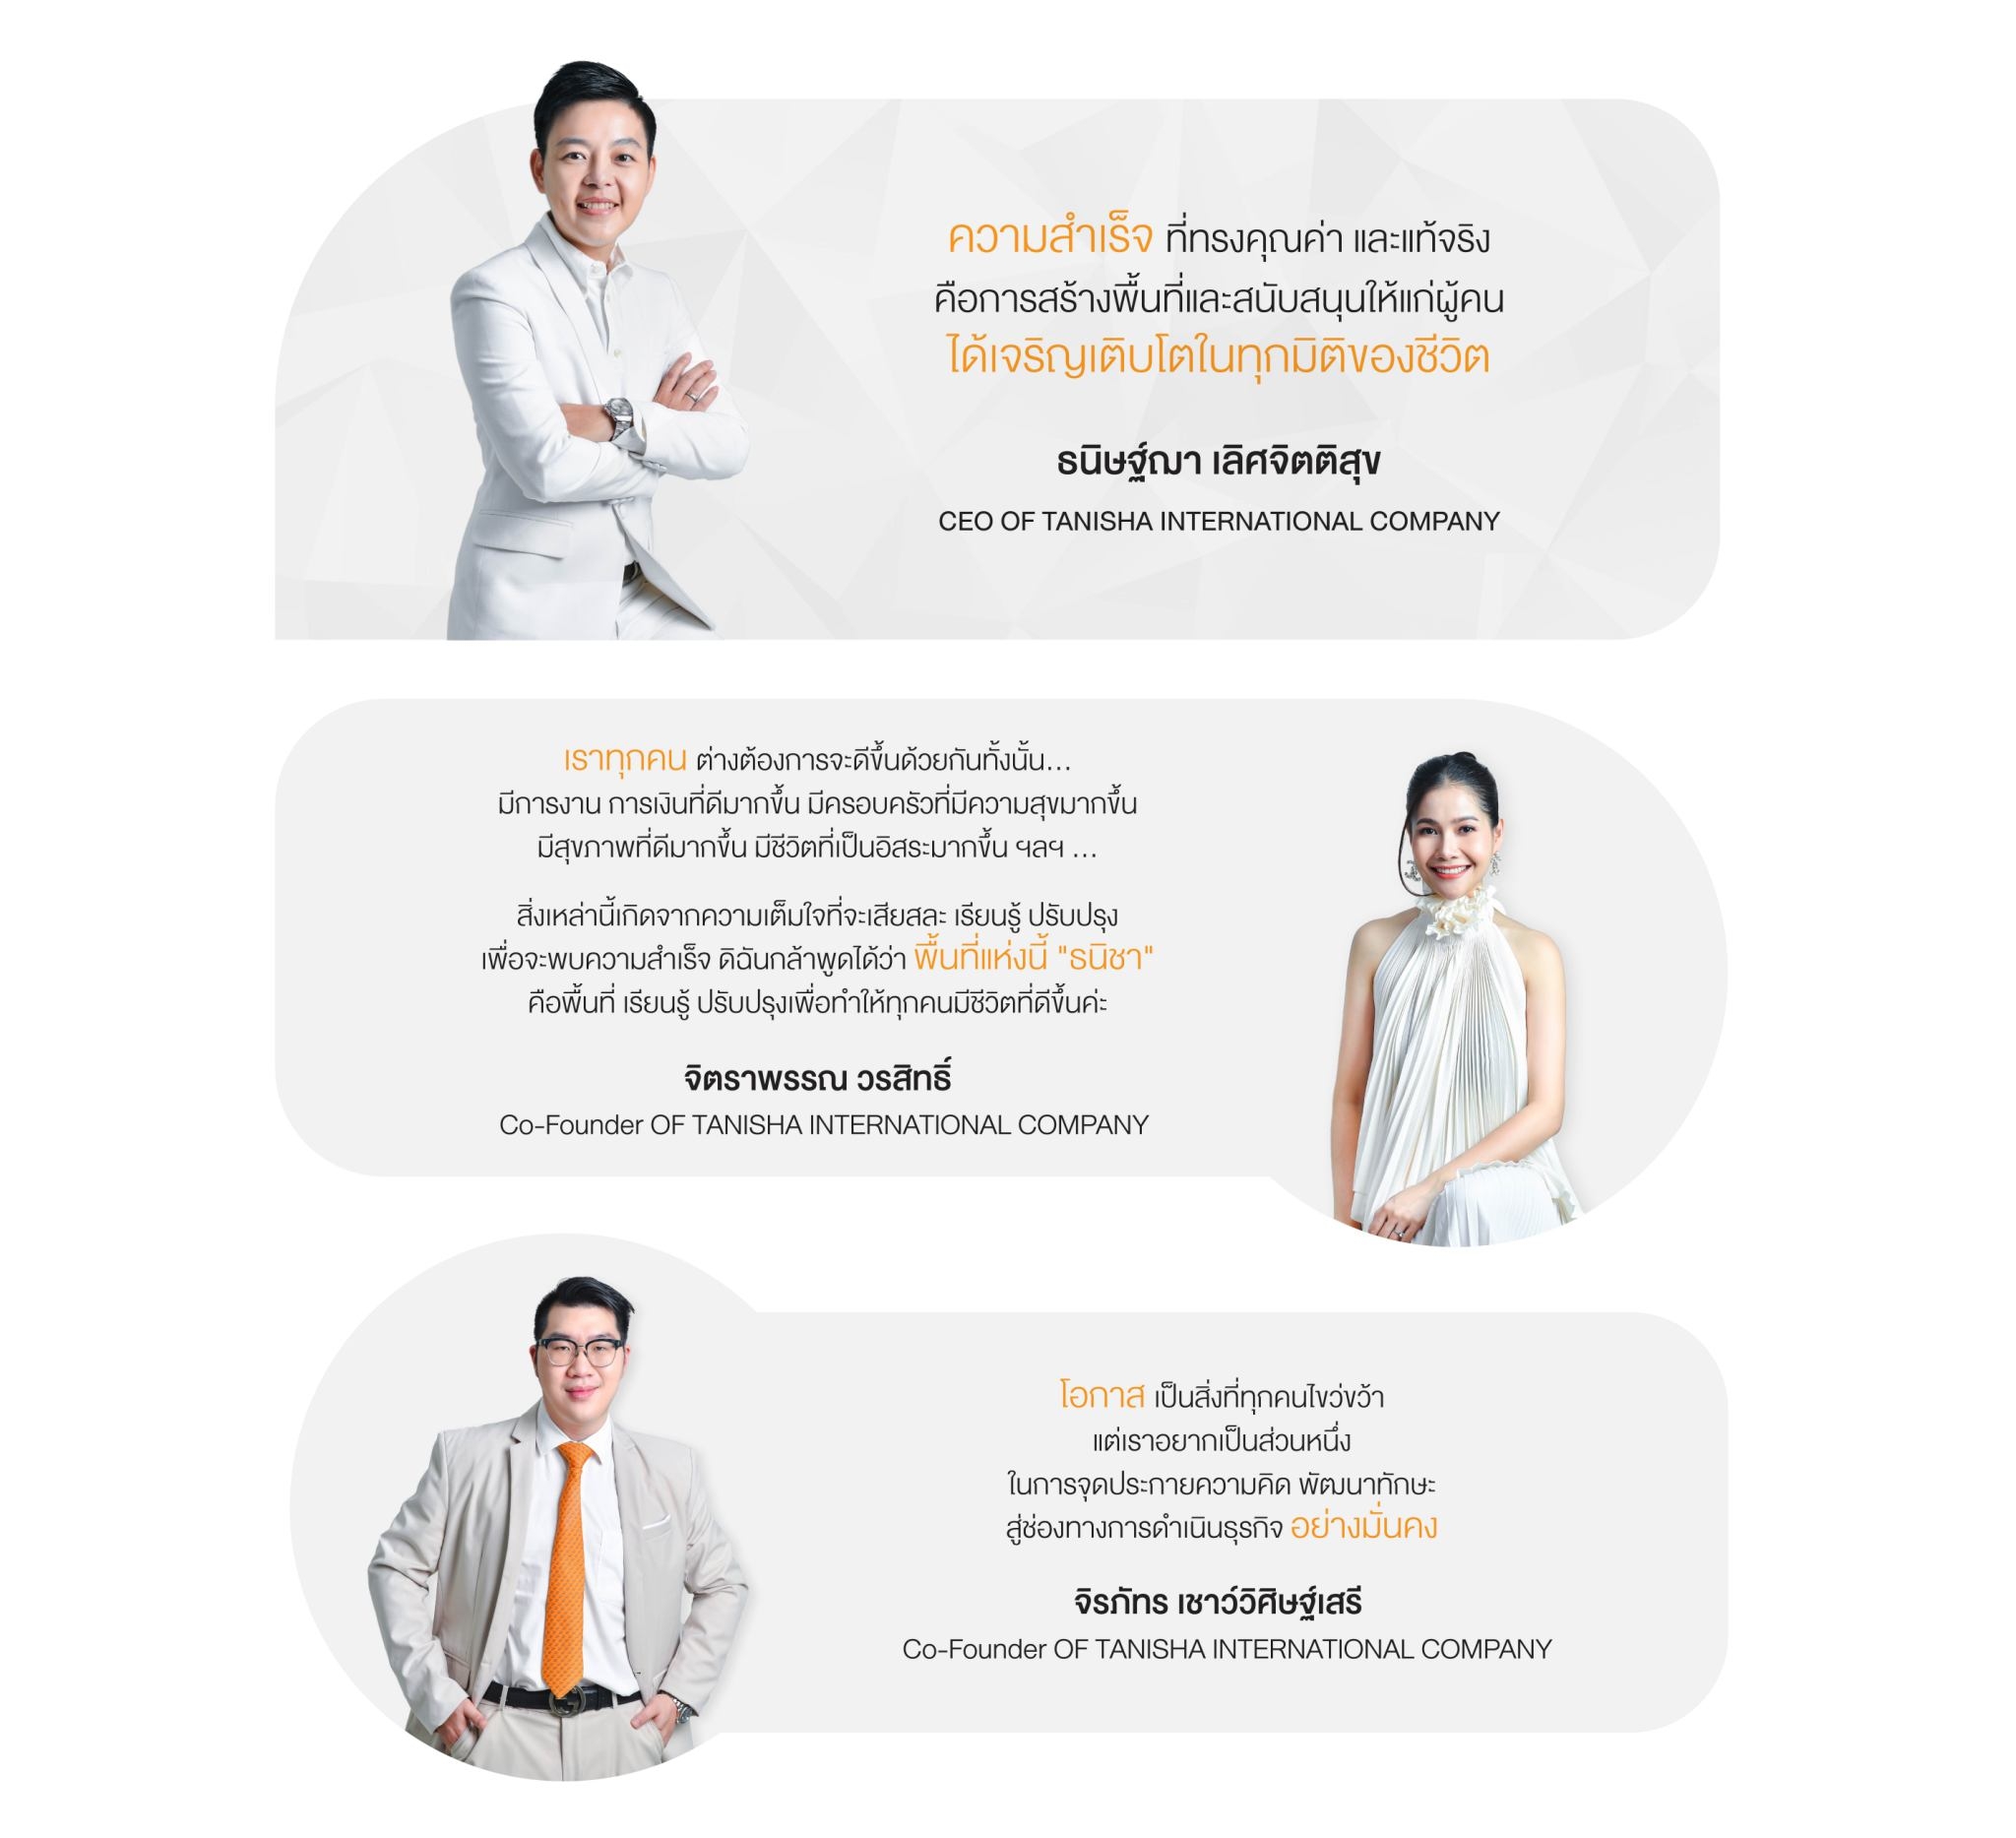 ความสำเร็จ ที่ทรงคุณค่า และแท้จริง
คือการสร้างพื้นที่และสนับสนุนให้แก่ผู้คน
ได้เจริญเติบโตในทุกมิติของชีวิต
ธนิษฐ์ฌา เลิศจิตติสุข
CEO OF TANISHA INTERNATIONAL COMPANY
เราทุกคน ต่างต้องการจะดีขึ้นด้วยกันทั้งนั้น...
มีการงาน การเงินที่ดีมากขึ้น มีครอบครัวที่มีความสุขมากขึ้น
มีสุขภาพที่ดีมากขึ้น มีชีวิตที่เป็นอิสระมากขึ้น ฯลฯ ...
สิ่งเหล่านี้เกิดจากความเต็มใจที่จะเสียสละ เรียนรู้ ปรับปรุง
เพื่อจะพบความสำเร็จ ดิฉันกล้าพูดได้ว่า พื้นที่แห่งนี้ "ธนิชา"
คือพื้นที่ เรียนรู้ ปรับปรุงเพื่อทำให้ทุกคนมีชีวิตที่ดีขึ้นค่ะ
จิตราพรรณ วรสิทธิ์
Co-Founder OF TANISHA INTERNATIONAL COMPANY
โอกาส เป็นสิ่งที่ทุกคนไขว่ขว้า
แต่เราอยากเป็นส่วนหนึ่ง
ในการจุดประกายความคิด พัฒนาทักษะ
สู่ช่องทางการดำเนินธุรกิจ อย่างมั่นคง
จิรภัทร เชาว์วิศิษฐ์เสรี
Co-Founder OF TANISHA INTERNATIONAL COMPANY